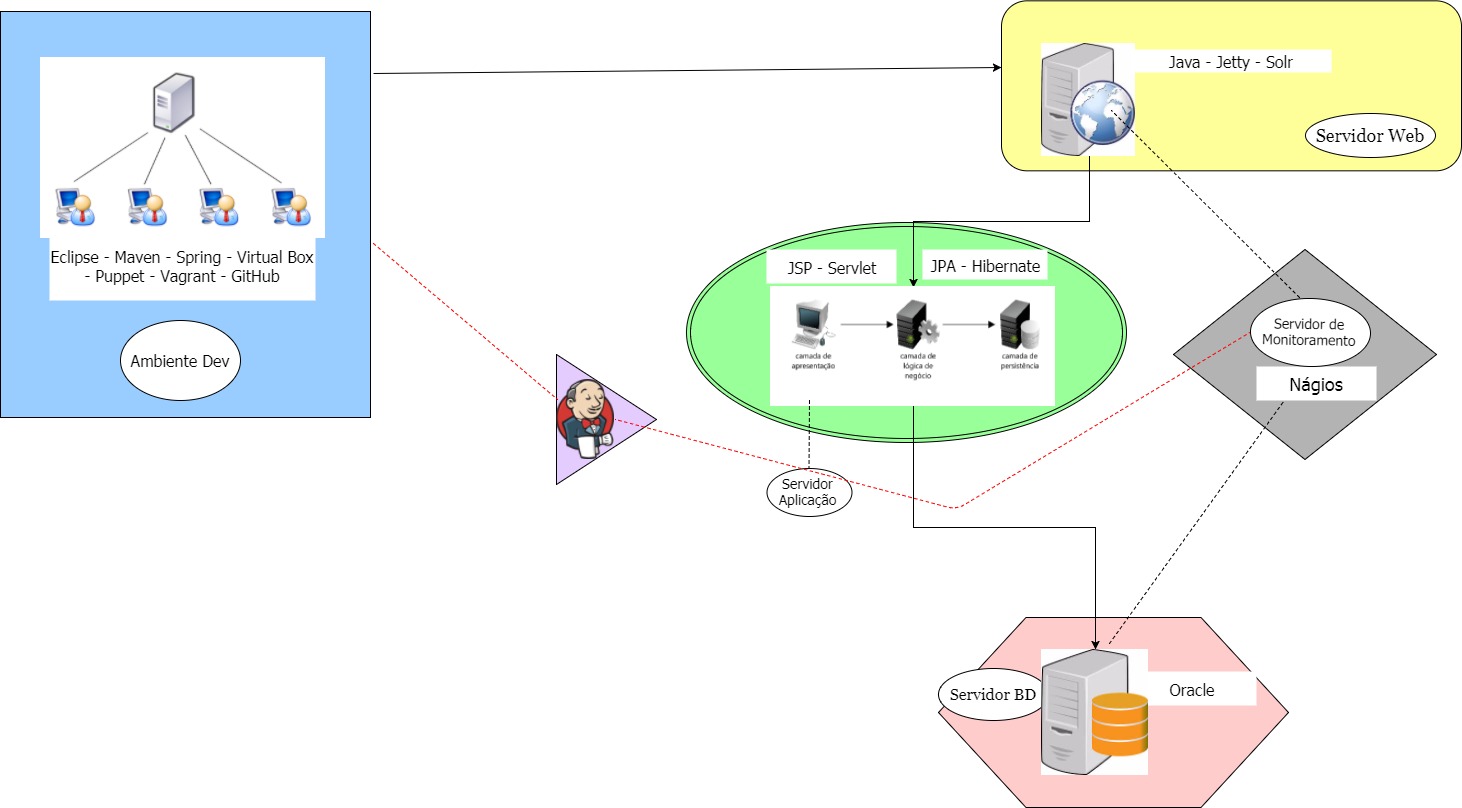 Eclipse - Maven - Spring - Virtual Box
- Puppet - Vagrant - GitHub
Ambiente Dev
Java - Jetty - Solr
Servidor Web
JSP - Servlet
JPA - Hibernate
camada de
apresentação
camada de
lógica de
negócio
camada de
persistência
Servidor
Aplicação
Servidor de
Monitoramento
Nágios
Servidor BD
Oracle